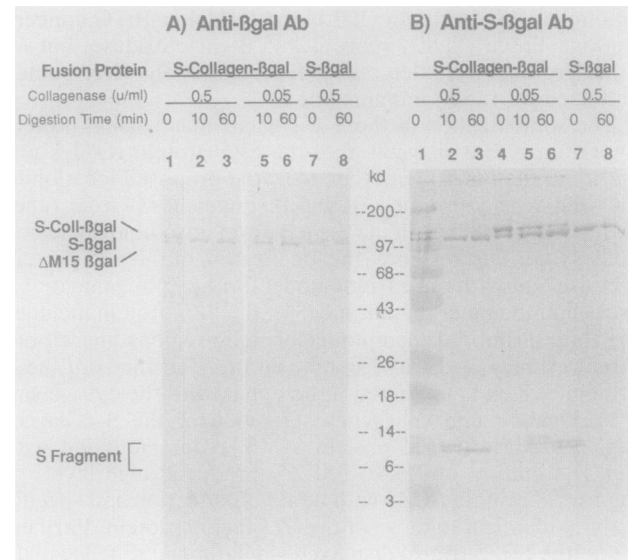 A) Anti-ßgal Ab B) Anti-S-ßgal Ab
Fusion Protein S-Collagen-ßgal S-ßgal S-Collagen-ßgal S-ßgal
Collagenase (u/ml) 0.5 0.05 0.5 0.5 0.05 0.5
Digestion Time (min) 0 10 60 10 60 0 60 0 10 60 0 10 60 0 60
1 2 3 5 6 7 8 1 2 3 4 5 6 7 8
kd
--200--
S-Coll-ßgal
S-ßgal
-- 97--
ΔM15 ßgal
-- 68--
-- 43--
-- 26--
-- 18--
-- 14--
S Fragment
-- 6--
-- 3--